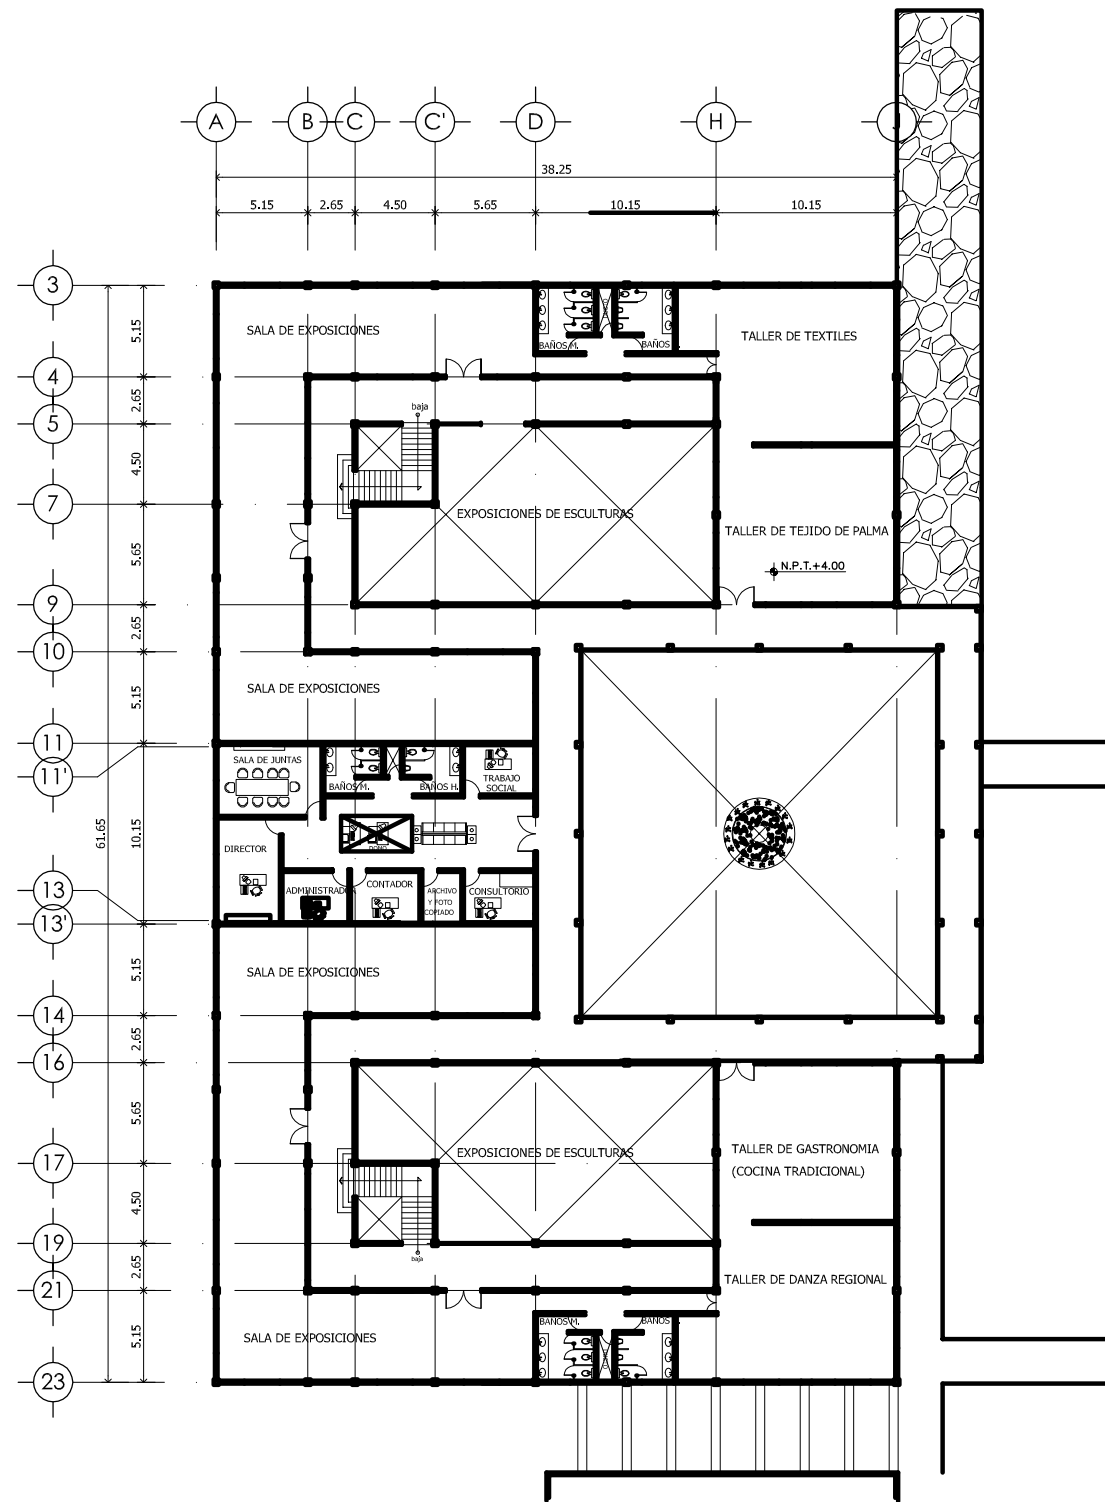 A
B
C
C'
D
H
J
38.25
5.15
2.65
4.50
5.65
10.15
10.15
3
4
5
7
9
10
11
11'
13
13'
14
16
17
19
21
23
5.15
2.65
4.50
5.65
2.65
5.15
10.15
61.65
5.15
2.65
5.65
4.50
2.65
5.15
SALA DE EXPOSICIONES
BAÑOS M.
BAÑOS
TALLER DE TEXTILES
baja
EXPOSICIONES DE ESCULTURAS
TALLER DE TEJIDO DE PALMA
N.P.T.+4.00
SALA DE EXPOSICIONES
SALA DE JUNTAS
BAÑOS M.
BAÑOS H.
TRABAJO
SOCIAL
DIRECTOR
ADMINISTRADOR
CONTADOR
ARCHIVO
Y FOTO
COPIADO
CONSULTORIO
SALA DE EXPOSICIONES
EXPOSICIONES DE ESCULTURAS
TALLER DE GASTRONOMIA
(COCINA TRADICIONAL)
baja
TALLER DE DANZA REGIONAL
BAÑOS M.
BAÑOS
SALA DE EXPOSICIONES